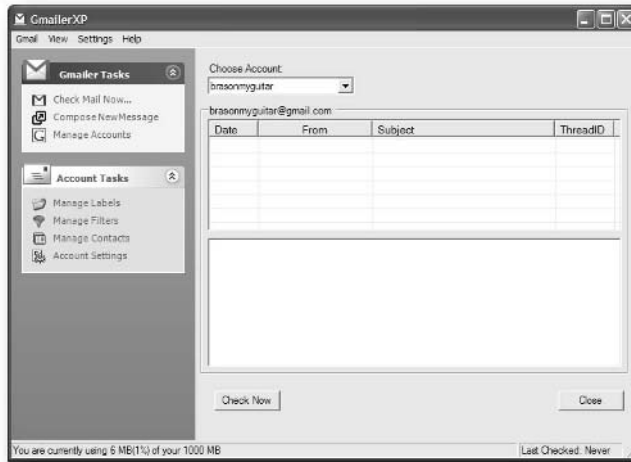 GmailerXP
Gmail View Settings Help
Gmailer Tasks
Check Mail Now...
Compose New Message
Manage Accounts
Account Tasks
Manage Labels
Manage Filters
Manage Contacts
Account Settings
Choose Account:
brasonmyguitar
brasonmyguitar@gmail.com
Date From Subject ThreadID
Check Now Close
You are currently using 6 MB(1%) of your 1000 MB Last Checked: Never